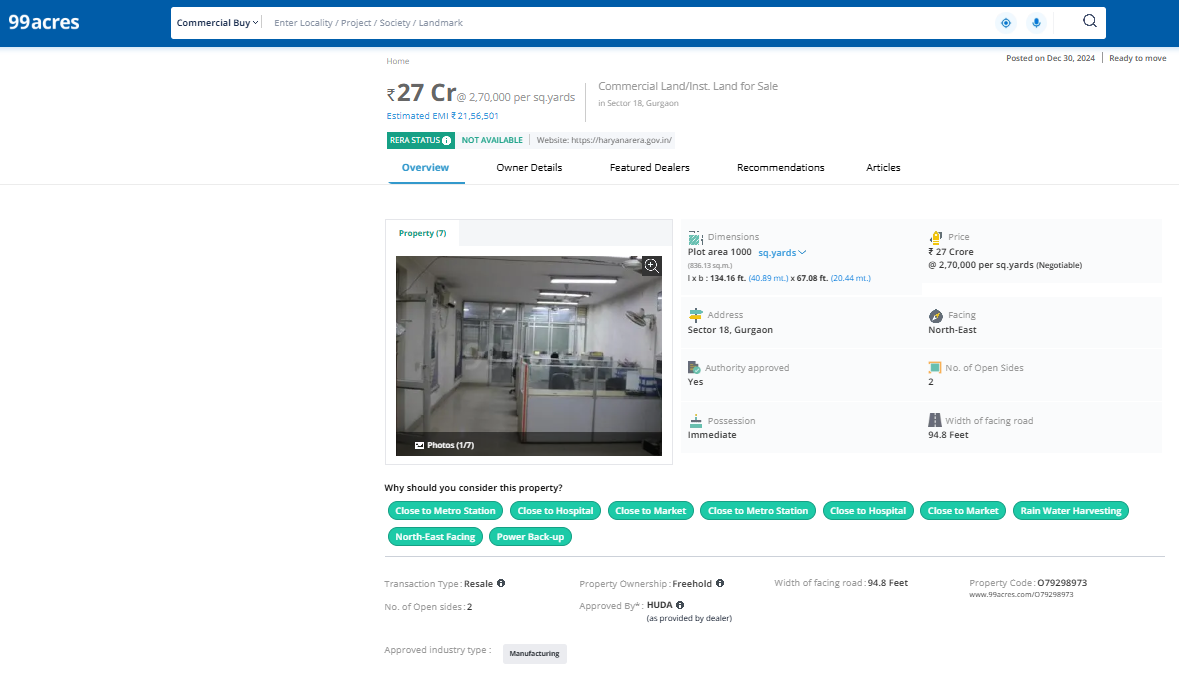 99acres
Commercial Buy
Enter Locality / Project / Society / Landmark
Posted on Dec 30, 2024 | Ready to move
Home
₹27 Cr @ 2,70,000 per sq.yards
Estimated EMI ₹ 21,56,501
Commercial Land/Inst. Land for Sale
in Sector 18, Gurgaon
RERA STATUS NOT AVAILABLE | Website: https://haryanarera.gov.in/
Overview Owner Details Featured Dealers Recommendations Articles
Property (7)
Photos (1/7)
Dimensions
Plot area 1000 sq.yards
(836.13 sq.m.)
l x b : 134.16 ft. (40.89 mt.) x 67.08 ft. (20.44 mt.)
Price
₹ 27 Crore
@ 2,70,000 per sq.yards (Negotiable)
Address
Sector 18, Gurgaon
Facing
North-East
Authority approved
Yes
No. of Open Sides
2
Possession
Immediate
Width of facing road
94.8 Feet
Why should you consider this property?
Close to Metro Station Close to Hospital Close to Market Close to Metro Station Close to Hospital Close to Market Rain Water Harvesting
North-East Facing Power Back-up
Transaction Type : Resale Property Ownership : Freehold Width of facing road : 94.8 Feet Property Code : O79298973
www.99acres.com/O79298973
No. of Open sides : 2 Approved By* : HUDA
(as provided by dealer)
Approved industry type : Manufacturing